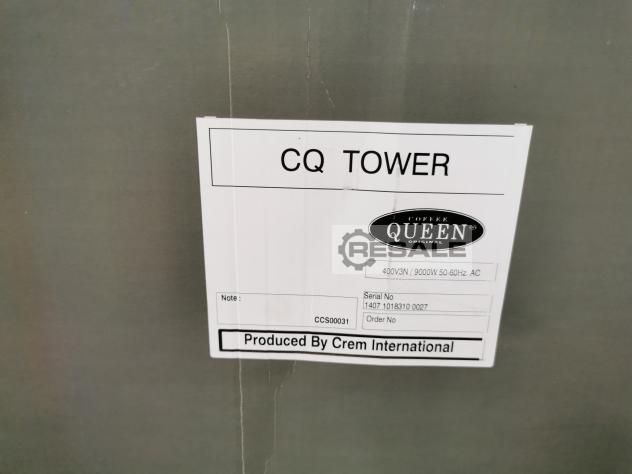 CQ TOWER
COFFEE
QUEEN
ORIGINAL
RESALE
400V3N / 9000W 50-60Hz AC
Note :
CCS00031
Serial No
1407 1018310 0027
Order No
Produced By Crem International